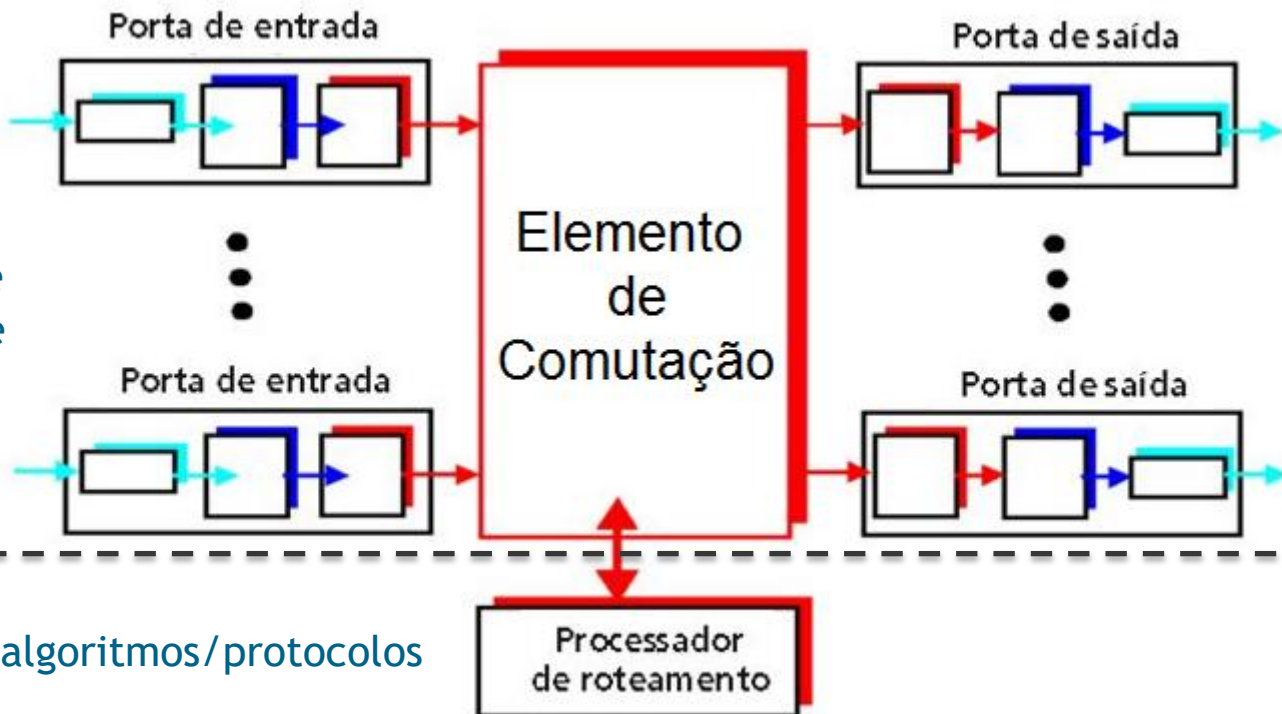 Porta de entrada
Porta de saída
Elemento
de
Comutação
Porta de entrada
Porta de saída
algoritmos/protocolos
Processador
de roteamento